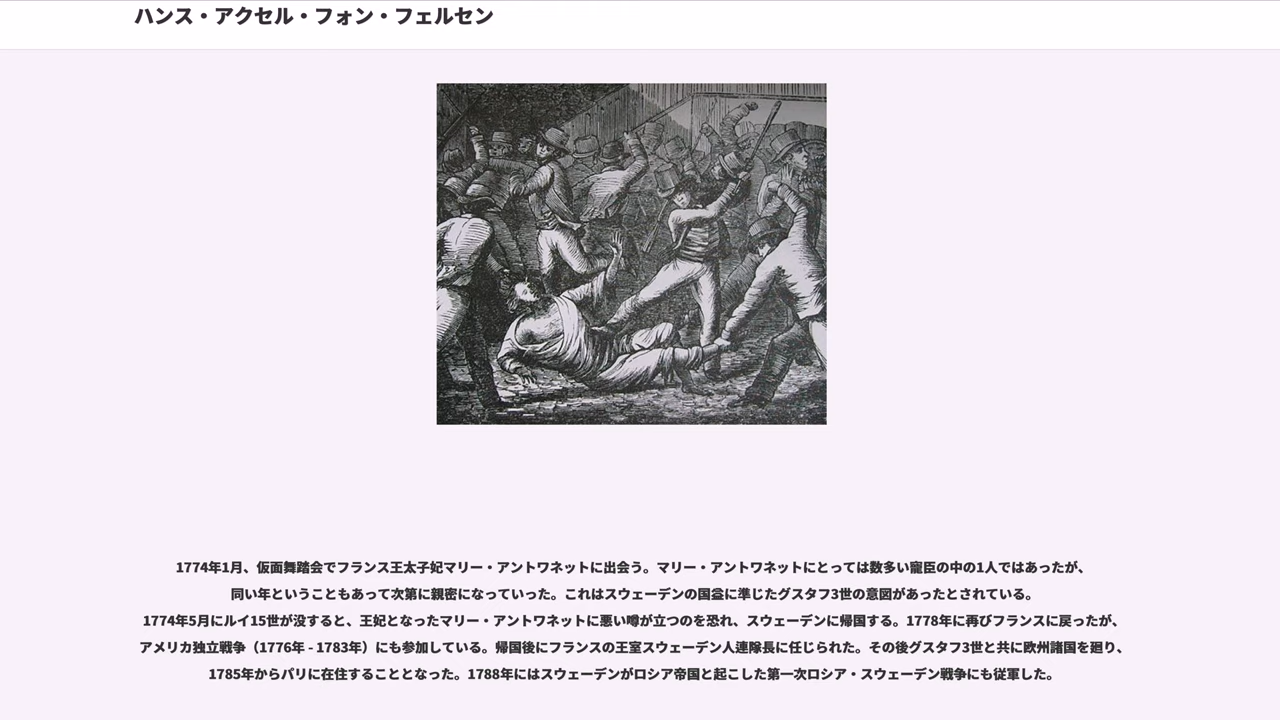 ハンス・アクセル・フォン・フェルセン
1774年1月、仮面舞踏会でフランス王太子妃マリー・アントワネットに出会う。マリー・アントワネットにとっては数多い寵臣の中の1人ではあったが、
同い年ということもあって次第に親密になっていった。これはスウェーデンの国益に準じたグスタフ3世の意図があったとされている。
1774年5月にルイ15世が没すると、王妃となったマリー・アントワネットに悪い噂が立つのを恐れ、スウェーデンに帰国する。1778年に再びフランスに戻ったが、
アメリカ独立戦争（1776年 - 1783年）にも参加している。帰国後にフランスの王室スウェーデン人連隊長に任じられた。その後グスタフ3世と共に欧州諸国を廻り、
1785年からパリに在住することとなった。1788年にはスウェーデンがロシア帝国と起こした第一次ロシア・スウェーデン戦争にも従軍した。